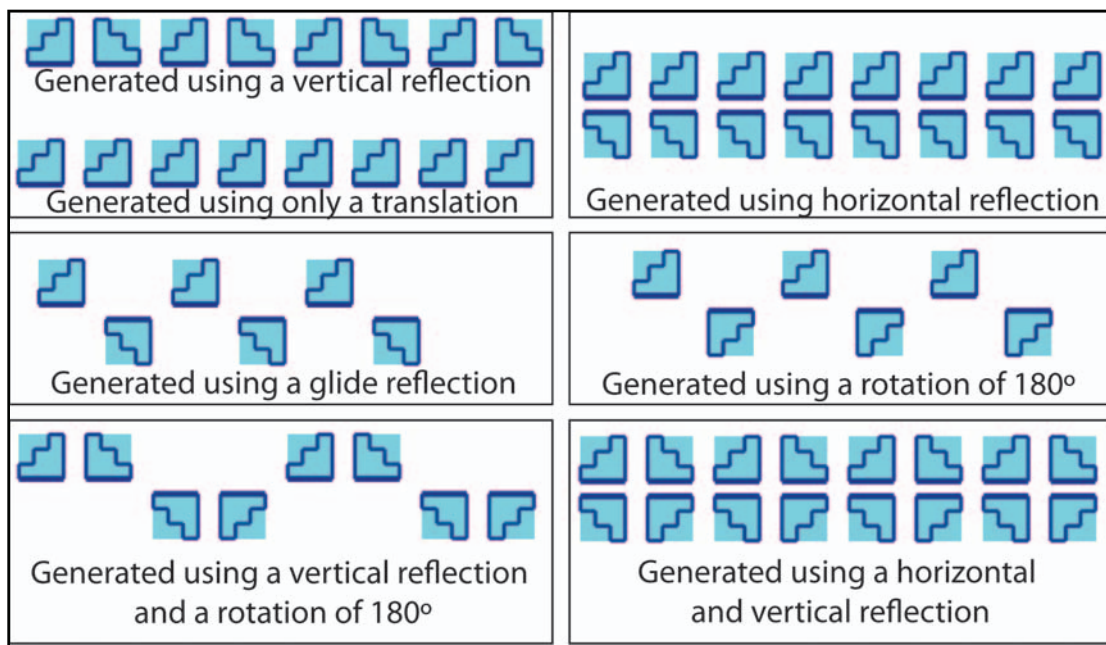 Generated using a vertical reflection
Generated using only a translation
Generated using horizontal reflection
Generated using a glide reflection
Generated using a rotation of 180º
Generated using a vertical reflection
and a rotation of 180º
Generated using a horizontal
and vertical reflection